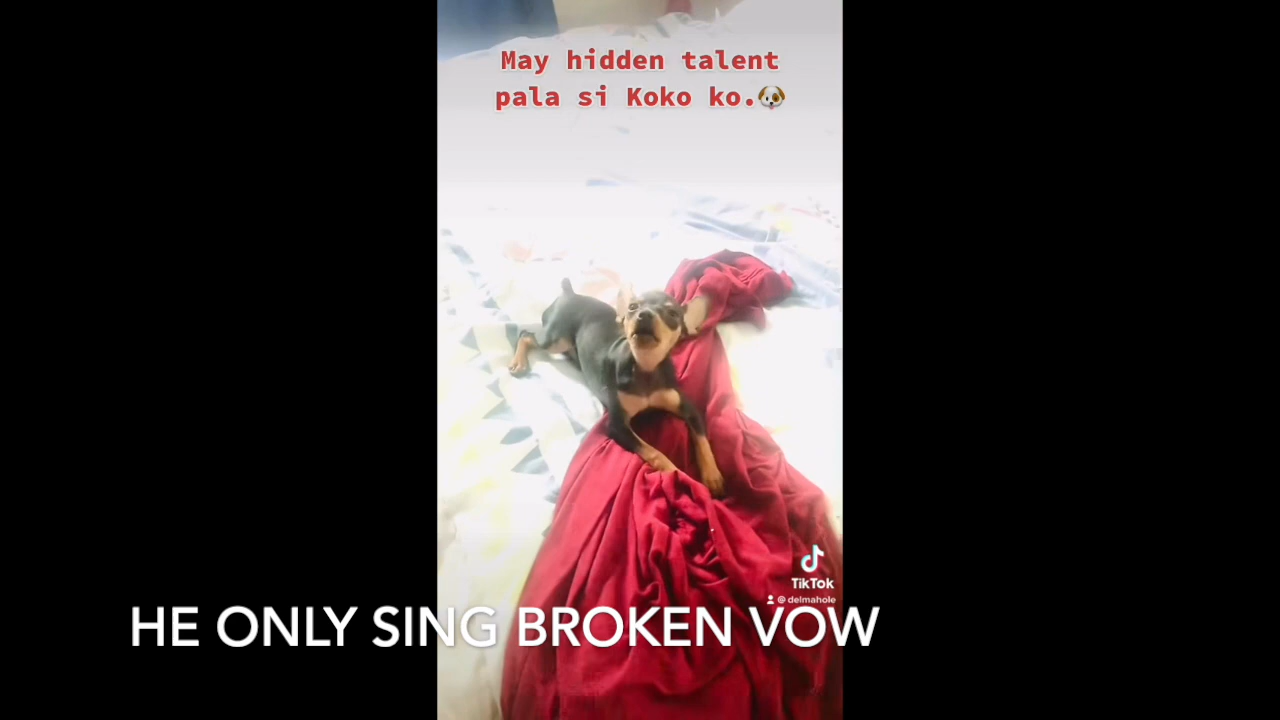 May hidden talent
pala si Koko ko.🐶
TikTok
@ delmahole
HE ONLY SING BROKEN VOW